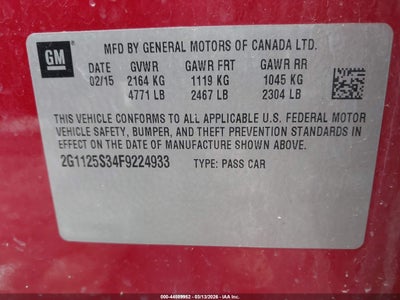 GM
MFD BY GENERAL MOTORS OF CANADA LTD.
DATE GVWR GAWR FRT GAWR RR
02/15 2164 KG 1119 KG 1045 KG
4771 LB 2467 LB 2304 LB
THIS VEHICLE CONFORMS TO ALL APPLICABLE U.S. FEDERAL MOTOR
VEHICLE SAFETY, BUMPER, AND THEFT PREVENTION STANDARDS IN
EFFECT ON THE DATE OF MANUFACTURE SHOWN ABOVE.
2G1125S34F9224933 TYPE: PASS CAR
44999962 - 03/13/2026 - IAA, Inc.